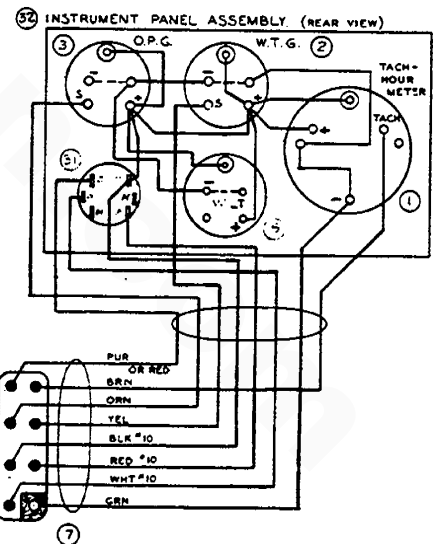 32 INSTRUMENT PANEL ASSEMBLY. (REAR VIEW)
3 O.P.G. W.T.G. 2
TACH-
HOUR
METER
- + S
- + S
+ TACH -
31
1
- +
5
PUR
OR RED
BRN
ORN
YEL
BLK #10
RED #10
WHT #10
GRN
7